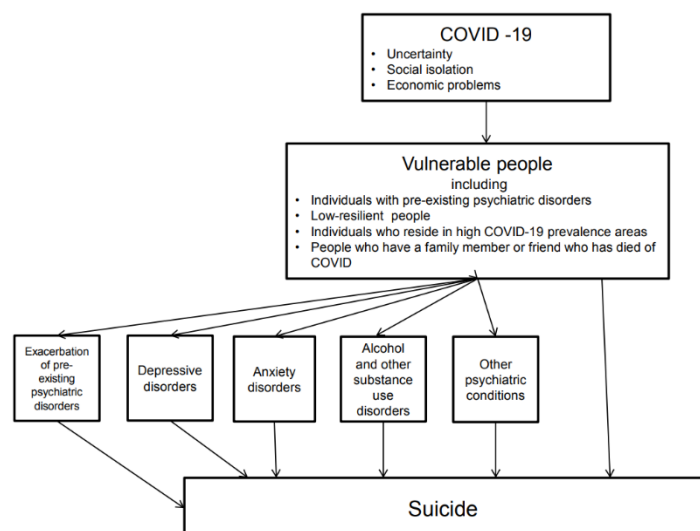 COVID -19
• Uncertainty
• Social isolation
• Economic problems
Vulnerable people
including
• Individuals with pre-existing psychiatric disorders
• Low-resilient people
• Individuals who reside in high COVID-19 prevalence areas
• People who have a family member or friend who has died of
COVID
Exacerbation
of pre-
existing
psychiatric
disorders
Depressive
disorders
Anxiety
disorders
Alcohol
and other
substance
use
disorders
Other
psychiatric
conditions
Suicide